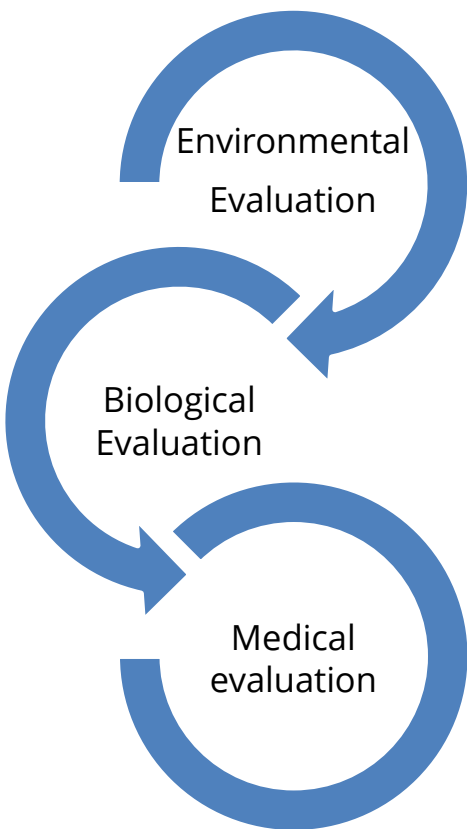 Environmental
Evaluation
Biological
Evaluation
Medical
evaluation